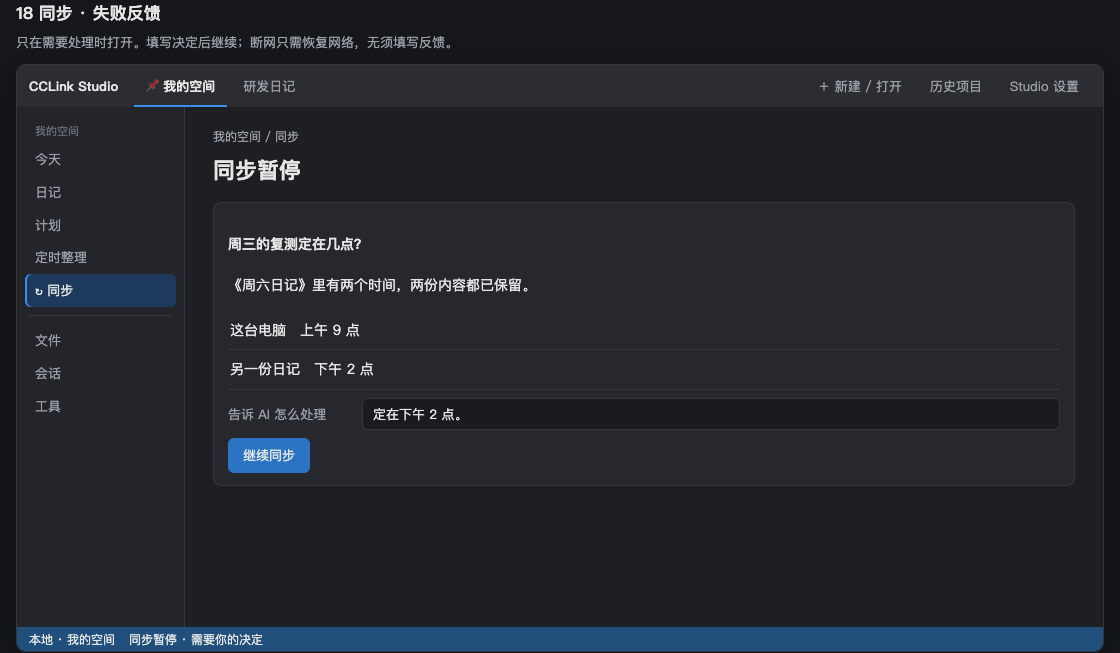 18 同步 · 失败反馈
只在需要处理时打开。填写决定后继续；断网只需恢复网络，无须填写反馈。
CCLink Studio 📌 我的空间 研发日记 + 新建 / 打开 历史项目 Studio 设置
我的空间
今天
日记
计划
定时整理
↻ 同步
文件
会话
工具
我的空间 / 同步
同步暂停
周三的复测定在几点?
《周六日记》里有两个时间，两份内容都已保留。
这台电脑 上午 9 点
另一份日记 下午 2 点
告诉 AI 怎么处理 定在下午 2 点。
继续同步
本地 · 我的空间 同步暂停 · 需要你的决定